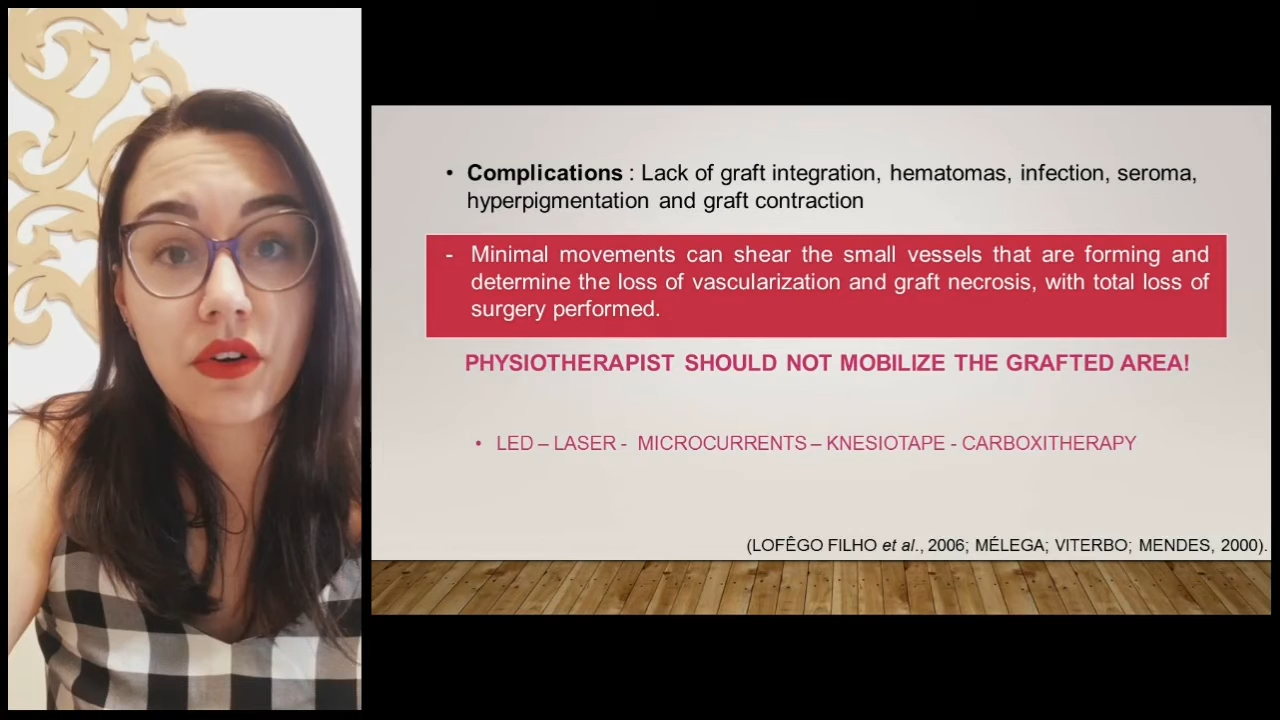 • Complications : Lack of graft integration, hematomas, infection, seroma,
hyperpigmentation and graft contraction
- Minimal movements can shear the small vessels that are forming and
determine the loss of vascularization and graft necrosis, with total loss of
surgery performed.
PHYSIOTHERAPIST SHOULD NOT MOBILIZE THE GRAFTED AREA!
• LED – LASER - MICROCURRENTS – KNESIOTAPE - CARBOXITHERAPY
(LOFÊGO FILHO et al., 2006; MÉLEGA; VITERBO; MENDES, 2000).